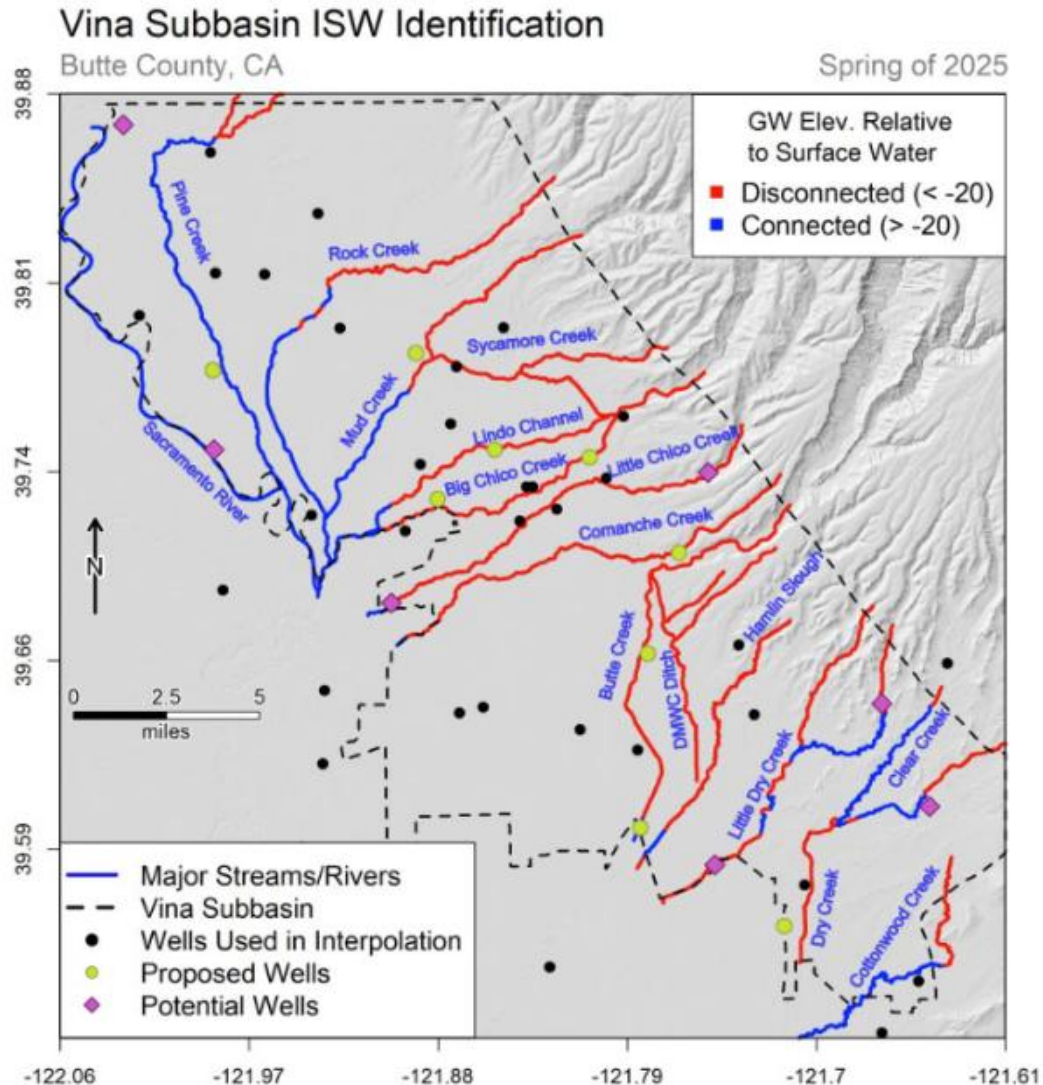 Vina Subbasin ISW Identification
Butte County, CA
Spring of 2025
39.88
39.81
39.74
39.66
39.59
GW Elev. Relative
to Surface Water
Disconnected (< -20)
Connected (> -20)
Pine Creek
Rock Creek
Sycamore Creek
Mud Creek
Lindo Channel
Sacramento River
Big Chico Creek
Little Chico Creek
Comanche Creek
N
Hamlin Slough
Butte Creek
DMWC Ditch
0 2.5 5
miles
Little Dry Creek
Clear Creek
Dry Creek
Cottonwood Creek
Major Streams/Rivers
Vina Subbasin
Wells Used in Interpolation
Proposed Wells
Potential Wells
-122.06 -121.97 -121.88 -121.79 -121.7 -121.61